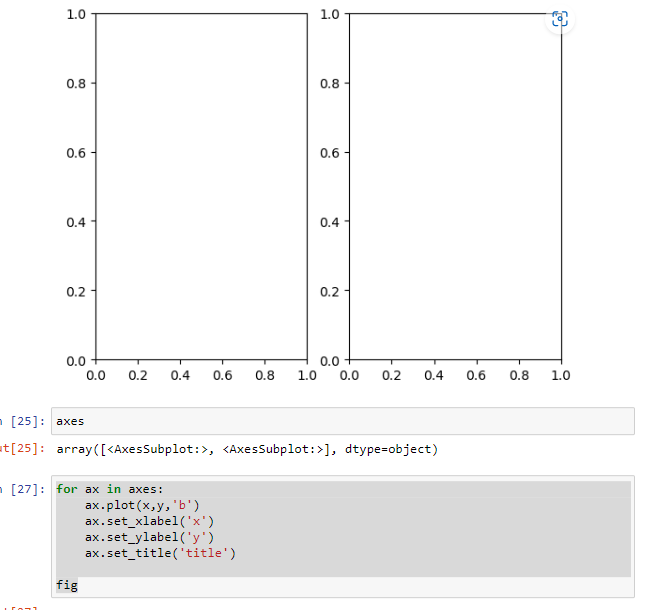 1.0 1.0
0.8 0.8
0.6 0.6
0.4 0.4
0.2 0.2
0.0 0.0
0.0 0.2 0.4 0.6 0.8 1.0 0.0 0.2 0.4 0.6 0.8 1.0
[25]: axes
ut[25]: array([<AxesSubplot:>, <AxesSubplot:>], dtype=object)
[27]: for ax in axes:
ax.plot(x,y,'b')
ax.set_xlabel('x')
ax.set_ylabel('y')
ax.set_title('title')
fig